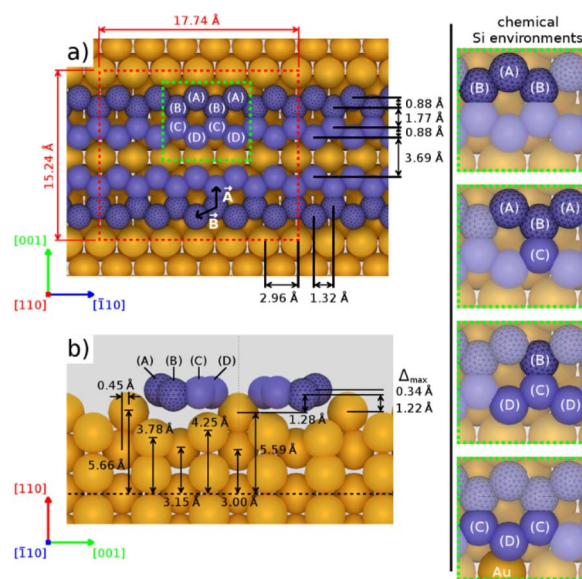 chemical
Si environments
a)
17.74 Å
15.24 Å
(A) (A)
(B) (B)
(C) (C)
(D) (D)
A
B
0.88 Å
1.77 Å
0.88 Å
3.69 Å
2.96 Å
1.32 Å
[001]
[110] [1̄10]
b)
(A) (B) (C) (D)
0.45 Å
3.78 Å
4.25 Å
5.66 Å
5.59 Å
3.15 Å
3.00 Å
1.28 Å
Δmax
0.34 Å
1.22 Å
[110]
[1̄10] [001]
(A)
(B) (B)
(A) (A)
(B)
(C)
(B)
(D) (C) (D)
(C) (C)
(D)
Au